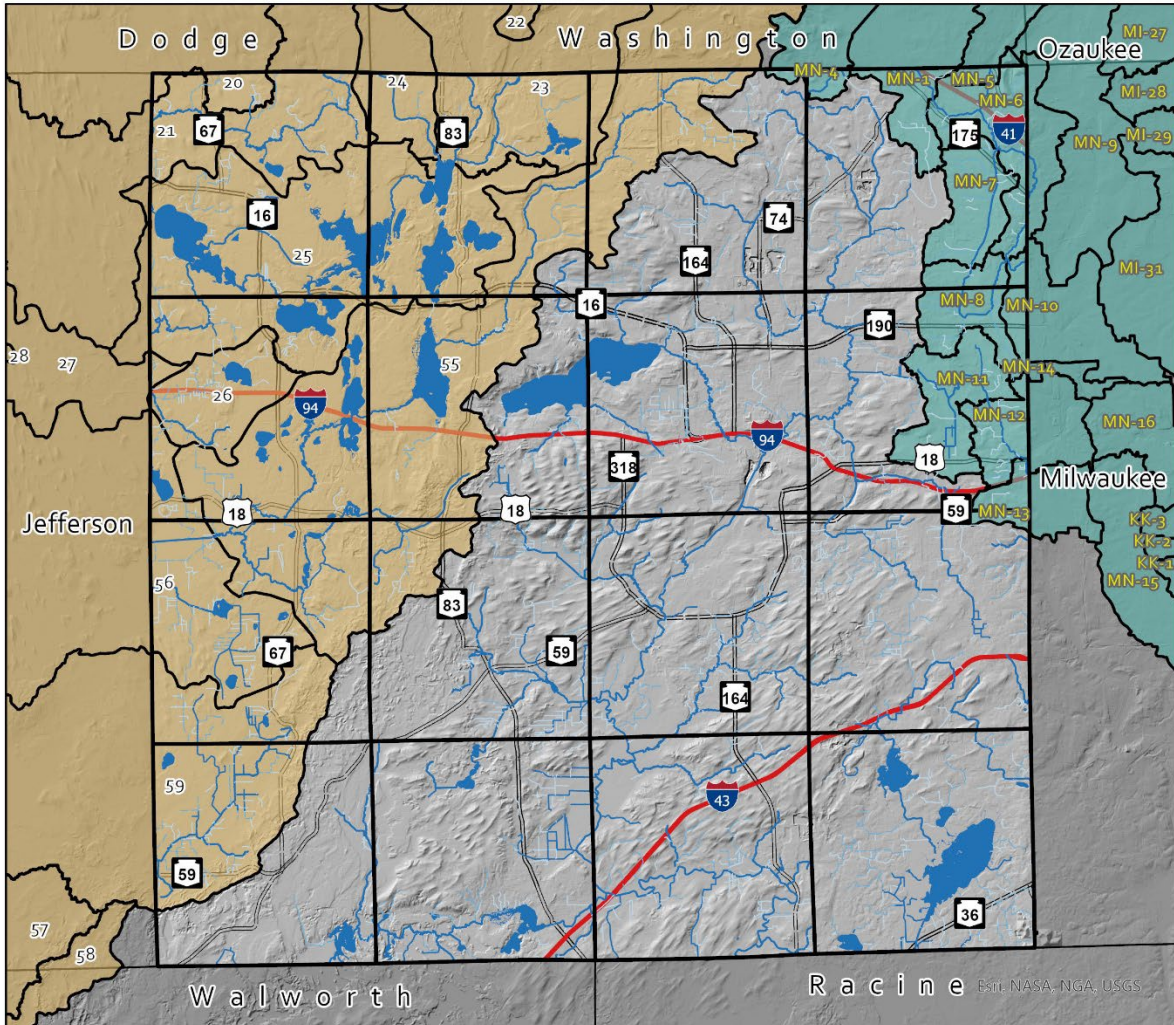 22
Dodge
Washington
MI-27
Ozaukee
20
24
23
MN-4
MN-1
MN-5
MI-28
MN-6
21
67
83
175
41
MN-9
MI-29
MN-7
16
74
25
164
MI-31
16
MN-8
MN-10
190
28
27
55
26
94
MN-11
MN-14
MN-12
MN-16
94
318
18
Milwaukee
18
18
59
MN-13
Jefferson
KK-3
KK-2
KK-1
MN-15
56
83
67
59
164
59
43
59
36
57
58
Walworth
Racine
Esri, NASA, NGA, USGS